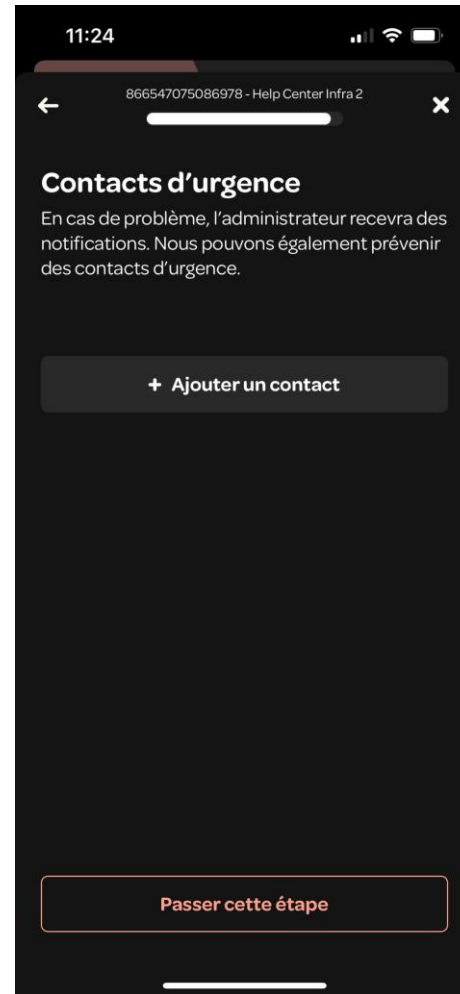 11:24
866547075086978 - Help Center Infra 2
Contacts d’urgence
En cas de problème, l’administrateur recevra des
notifications. Nous pouvons également prévenir
des contacts d’urgence.
+ Ajouter un contact
Passer cette étape